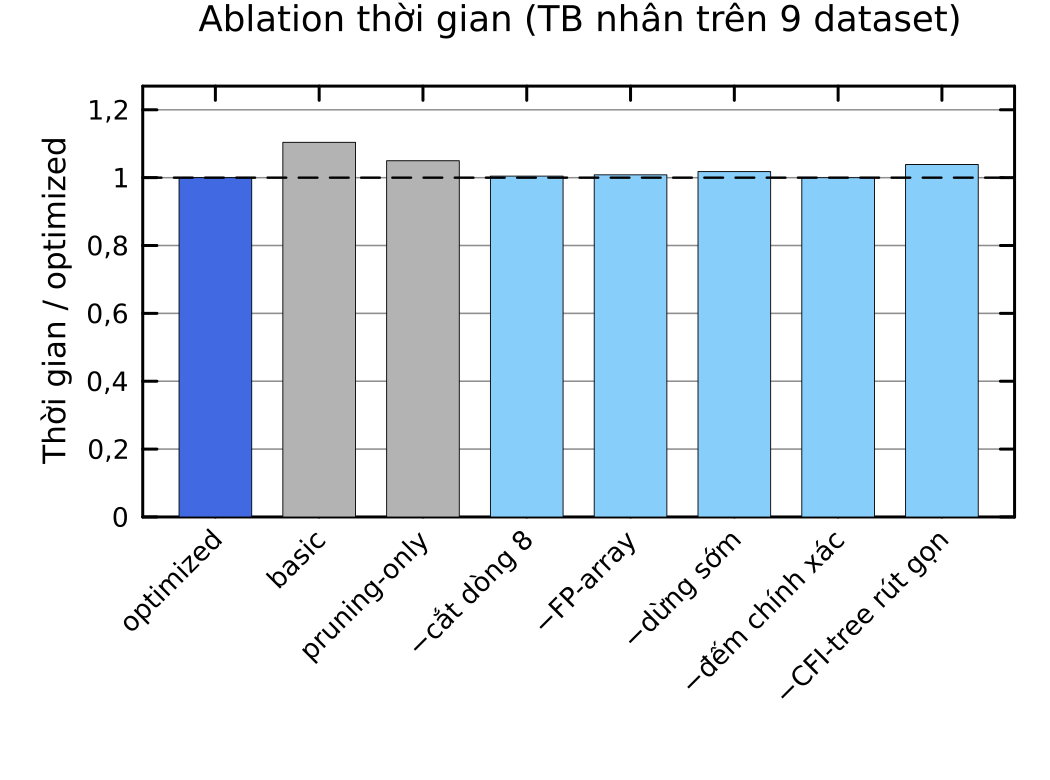 Ablation thời gian (TB nhân trên 9 dataset)
Thời gian / optimized
1,2
1
0,8
0,6
0,4
0,2
0
optimized
basic
pruning-only
−cắt dòng 8
−FP-array
−dừng sớm
−đếm chính xác
−CFI-tree rút gọn